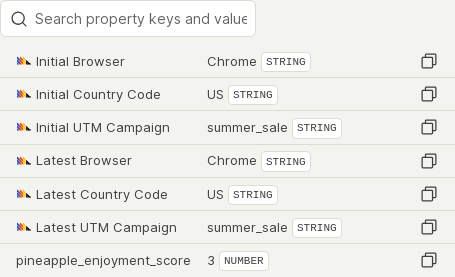 Search property keys and value
Initial Browser Chrome STRING
Initial Country Code US STRING
Initial UTM Campaign summer_sale STRING
Latest Browser Chrome STRING
Latest Country Code US STRING
Latest UTM Campaign summer_sale STRING
pineapple_enjoyment_score 3 NUMBER